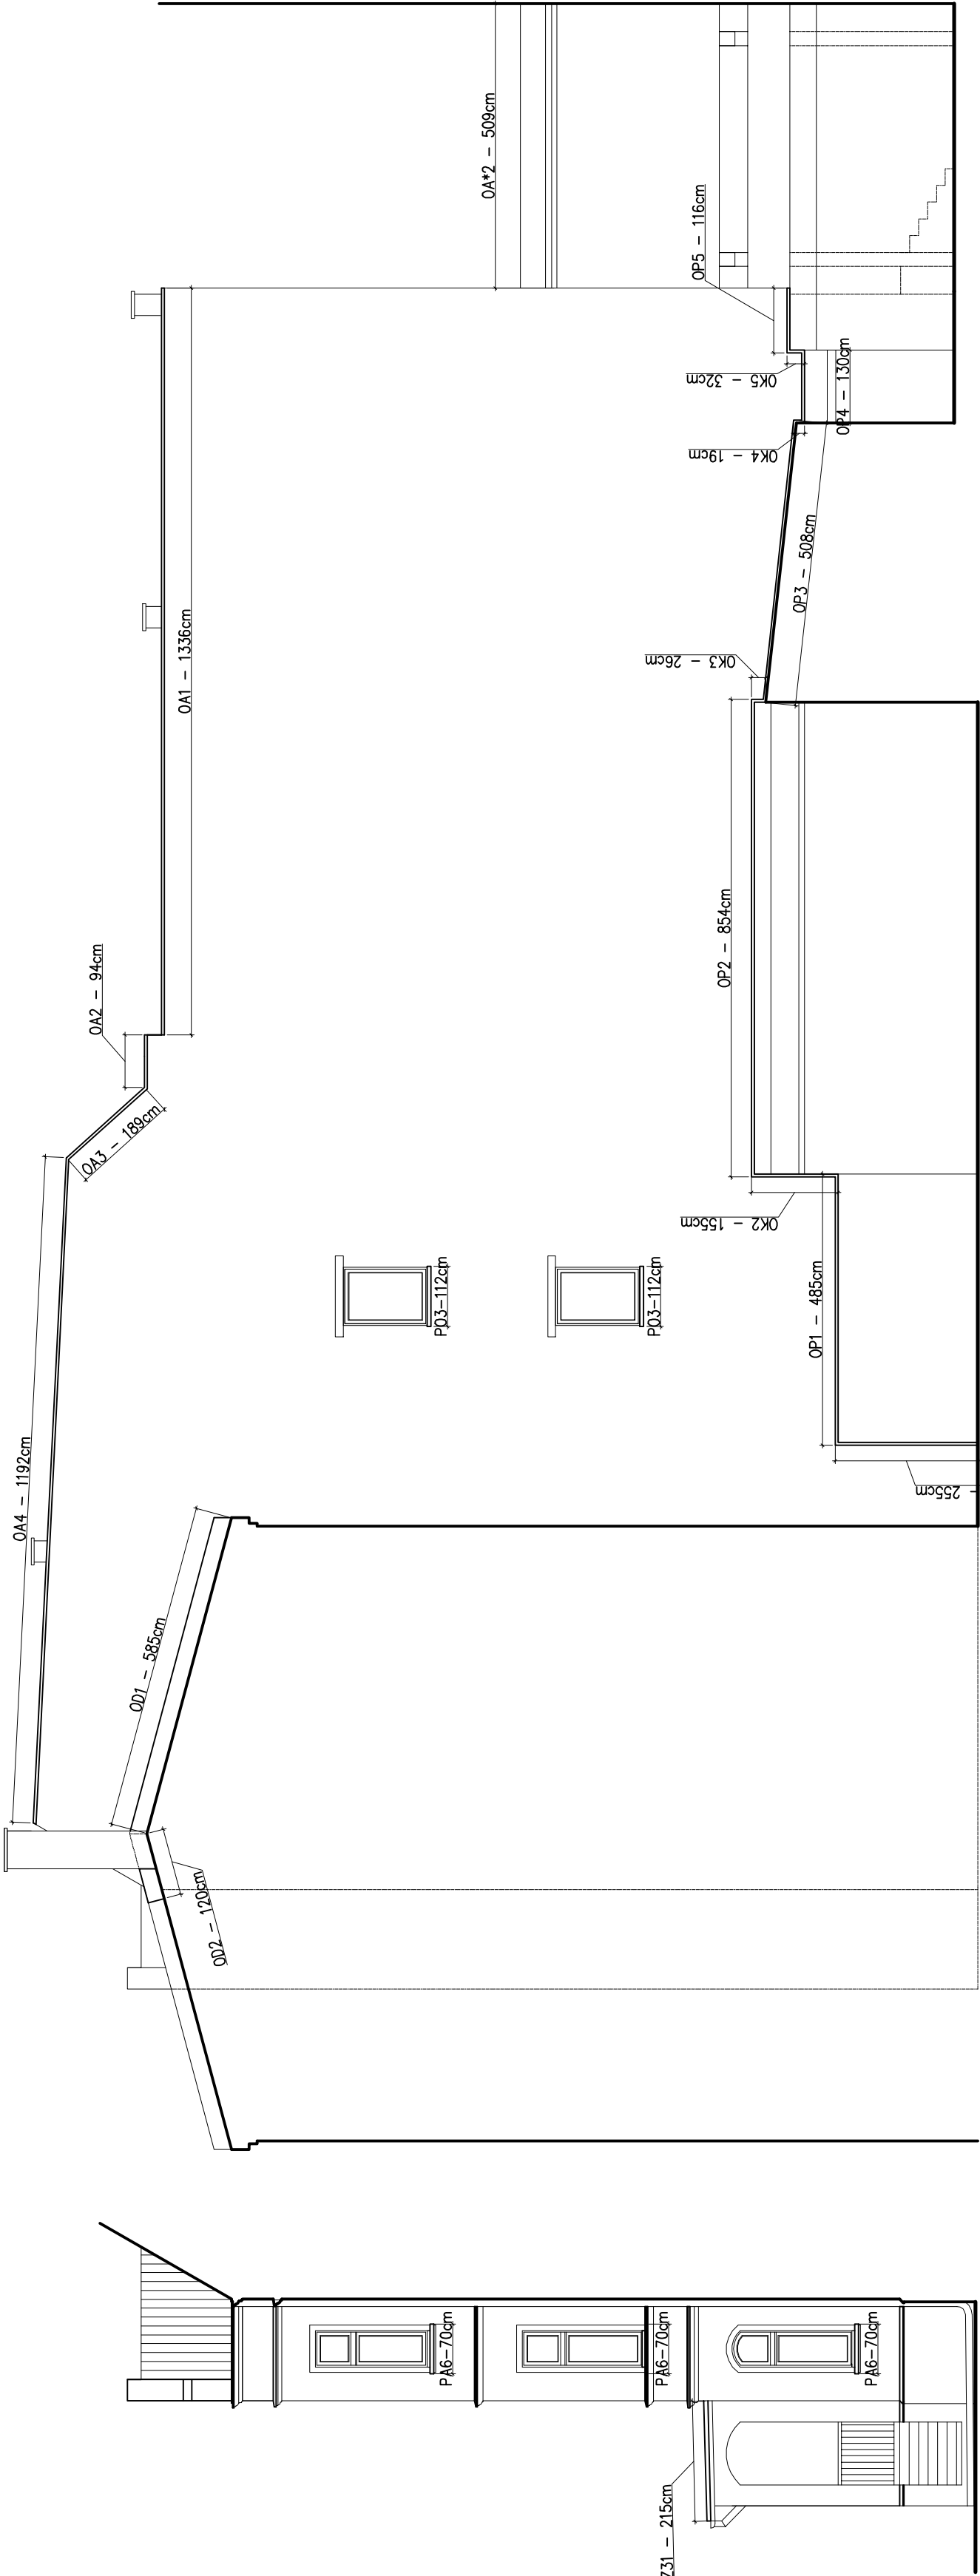 OA*2 - 509cm
OP5 - 116cm
OK5 - 32cm
OP4 - 130cm
OK4 - 19cm
OP3 - 508cm
OK3 - 26cm
OA1 - 1336cm
OP2 - 854cm
OA2 - 94cm
OA3 - 189cm
OK2 - 155cm
PO3-112cm
PO3-112cm
OP1 - 485cm
OA4 - 1192cm
- 255cm
OD1 - 585cm
OD2 - 120cm
PA6-70cm
PA6-70cm
PA6-70cm
731 - 215cm